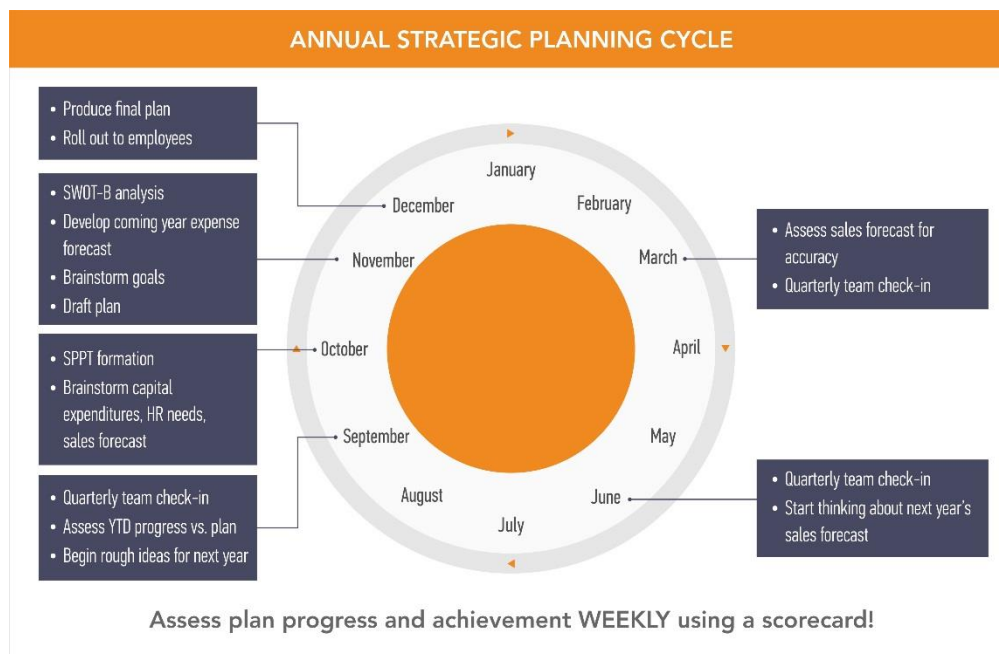 ANNUAL STRATEGIC PLANNING CYCLE
• Produce final plan
• Roll out to employees
• SWOT-B analysis
• Develop coming year expense
forecast
• Brainstorm goals
• Draft plan
• SPPT formation
• Brainstorm capital
expenditures, HR needs,
sales forecast
• Quarterly team check-in
• Assess YTD progress vs. plan
• Begin rough ideas for next year
January
February
March
April
May
June
July
August
September
October
November
December
• Assess sales forecast for
accuracy
• Quarterly team check-in
• Quarterly team check-in
• Start thinking about next year's
sales forecast
Assess plan progress and achievement WEEKLY using a scorecard!